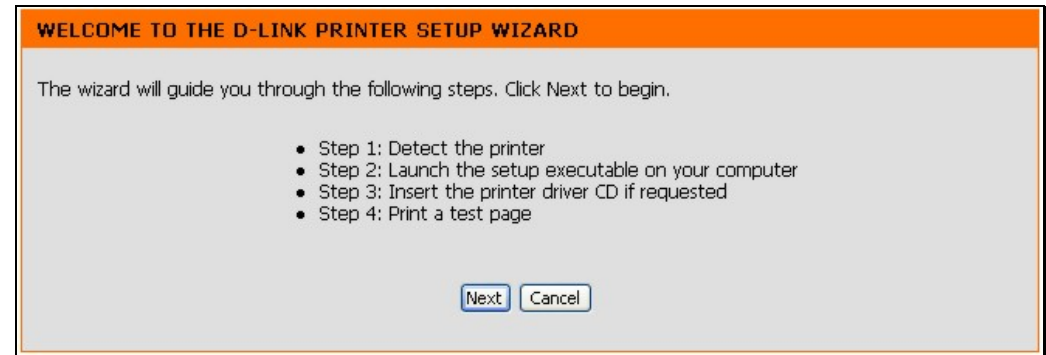 WELCOME TO THE D-LINK PRINTER SETUP WIZARD
The wizard will guide you through the following steps. Click Next to begin.
• Step 1: Detect the printer
• Step 2: Launch the setup executable on your computer
• Step 3: Insert the printer driver CD if requested
• Step 4: Print a test page
Next Cancel